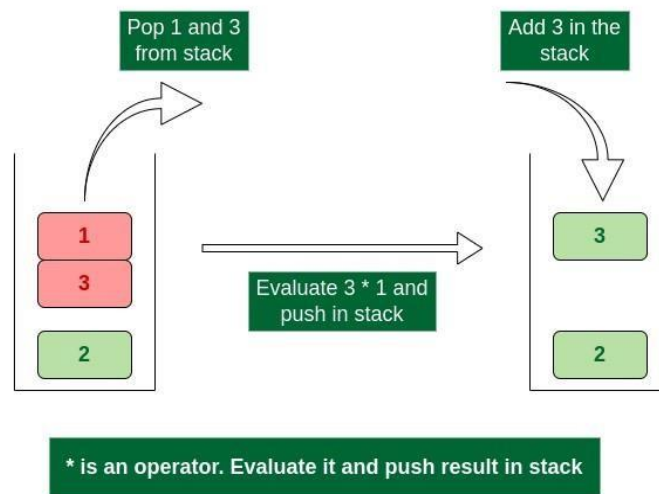 Pop 1 and 3
from stack
Add 3 in the
stack
1
3
2
Evaluate 3 * 1 and
push in stack
3
2
* is an operator. Evaluate it and push result in stack